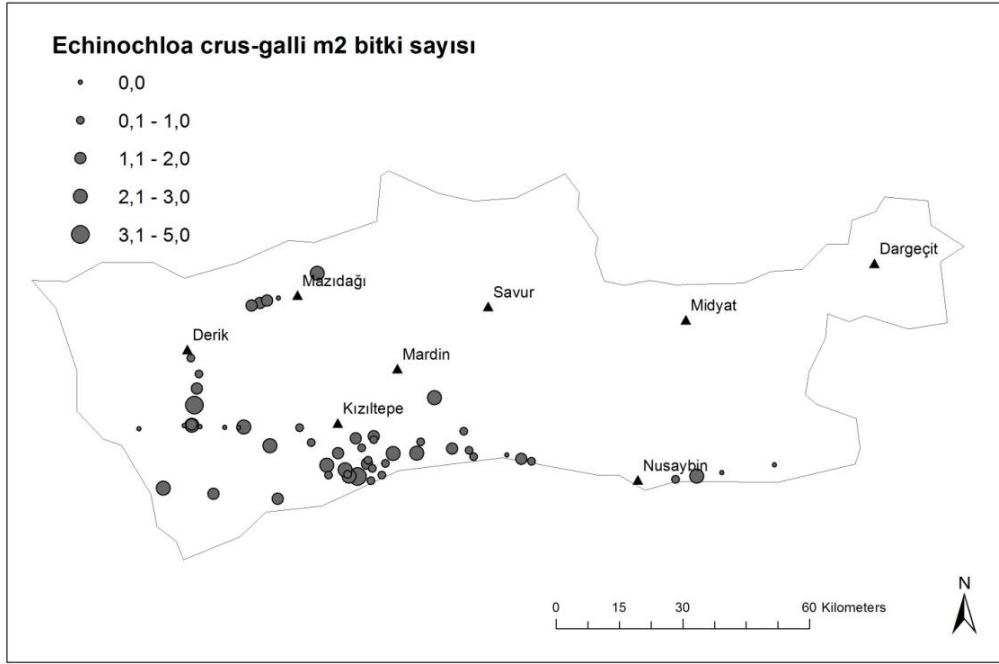 Echinochloa crus-galli m2 bitki sayısı
0,0
0,1 - 1,0
1,1 - 2,0
2,1 - 3,0
3,1 - 5,0
Dargeçit
Mazıdağı
Savur
Midyat
Derik
Mardin
Kızıltepe
Nusaybin
N
0 15 30 60 Kilometers